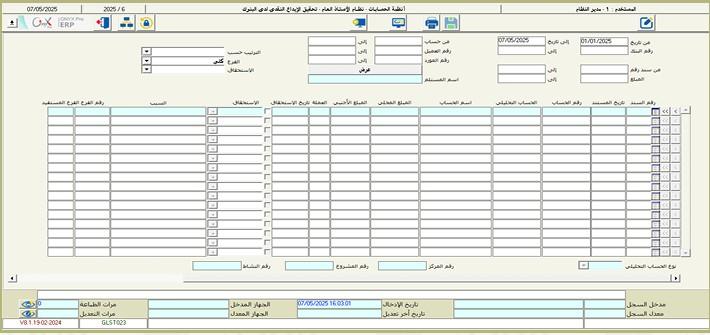 المستخدم : 1 - مدير النظام
أنظمة الحسابات - نظام الأستاذ العام - تحقيق الإيداع النقدي لدى البنوك
6 / 2025
07/05/2025
ONYX Pro
ERP
من تاريخ 01/01/2025 إلى تاريخ 07/05/2025 من حساب إلى
رقم البنك إلى رقم العميل إلى الترتيب حسب
رقم المورد الفرع كلي
من سند رقم إلى عرض الاستحقاق
المبلغ إلى اسم المستلم
رقم السند تاريخ المستند رقم الحساب الحساب التحليلي اسم الحساب المبلغ المحلي المبلغ الأجنبي العملة تاريخ الاستحقاق الاستحقاق السبب رقم الفرع الفرع المستفيد
نوع الحساب التحليلي رقم المركز رقم المشروع رقم النشاط
مدخل السجل تاريخ الإدخال 07/05/2025 16:03:01 الجهاز المدخل مرات الطباعة 0
معدل السجل تاريخ آخر تعديل الجهاز المعدل مرات التعديل
V8.1.19-02-2024 GLST023